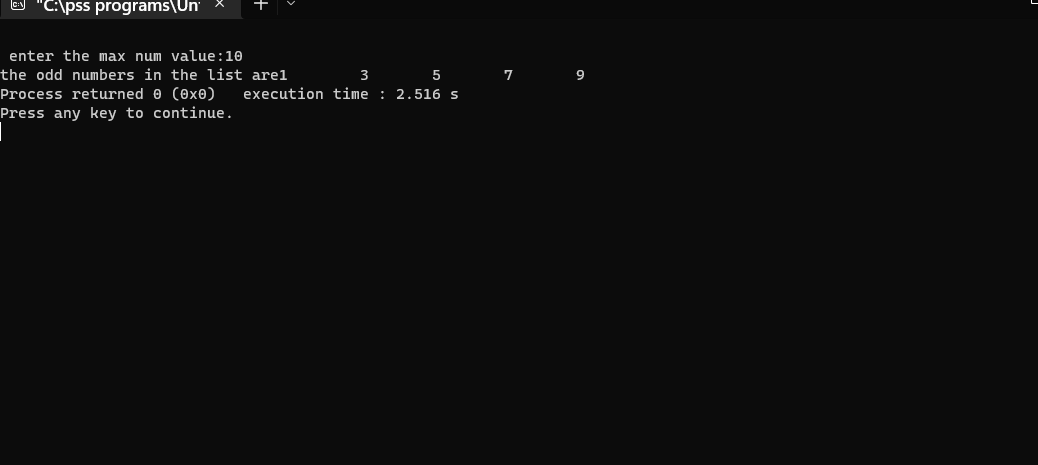 "C:\pss programs\Un
enter the max num value:10
the odd numbers in the list are1 3 5 7 9
Process returned 0 (0x0) execution time : 2.516 s
Press any key to continue.